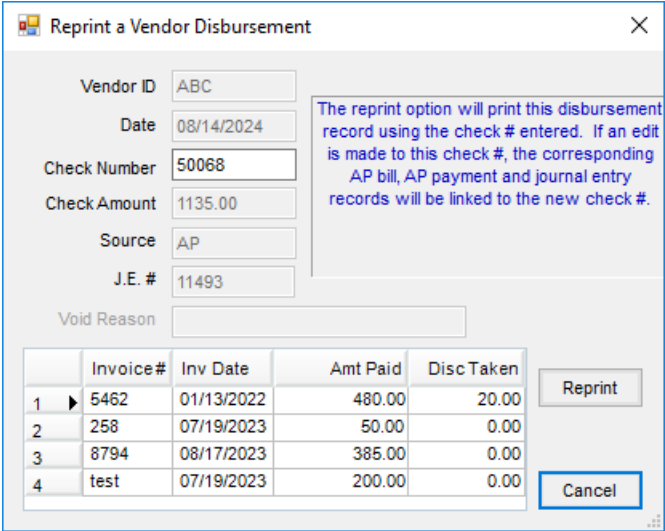 Reprint a Vendor Disbursement
Vendor ID ABC
Date 08/14/2024
Check Number 50068
Check Amount 1135.00
Source AP
J.E. # 11493
Void Reason
The reprint option will print this disbursement
record using the check # entered. If an edit
is made to this check #, the corresponding
AP bill, AP payment and journal entry
records will be linked to the new check #.
Invoice# Inv Date Amt Paid Disc Taken
1 5462 01/13/2022 480.00 20.00
2 258 07/19/2023 50.00 0.00
3 8794 08/17/2023 385.00 0.00
4 test 07/19/2023 200.00 0.00
Reprint
Cancel